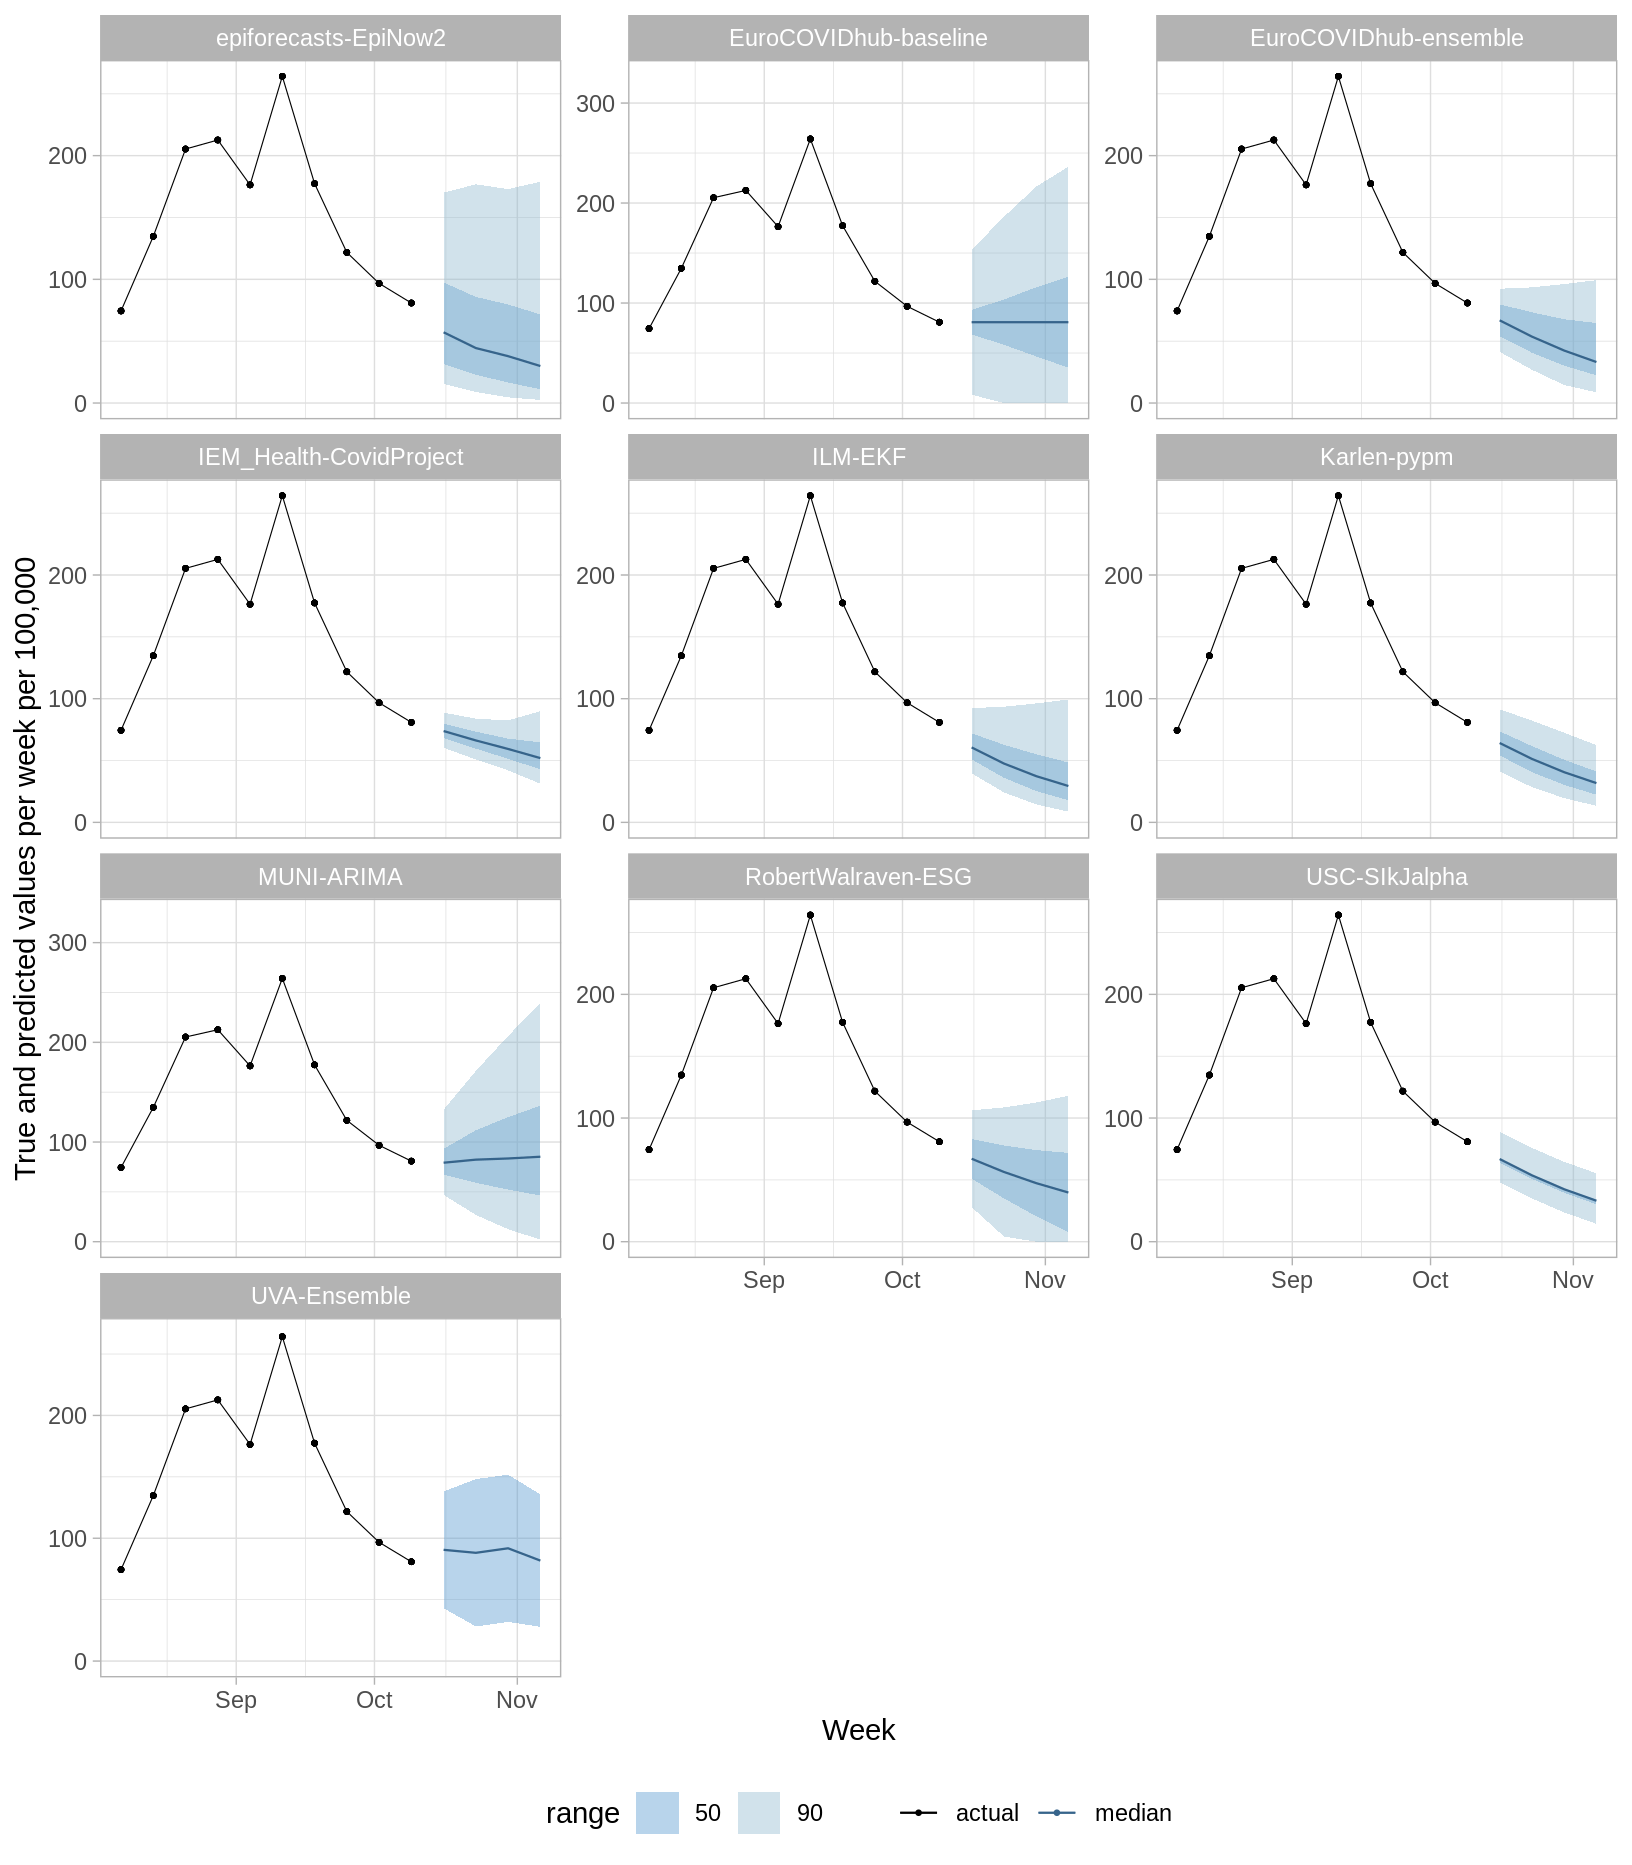 epiforecasts-EpiNow2
EuroCOVIDhub-baseline
EuroCOVIDhub-ensemble
200
100
0
300
200
100
0
200
100
0
IEM_Health-CovidProject
ILM-EKF
Karlen-pypm
200
100
0
200
100
0
200
100
0
True and predicted values per week per 100,000
MUNI-ARIMA
RobertWalraven-ESG
USC-SIkJalpha
300
200
100
0
200
100
0
200
100
0
Sep Oct Nov
Sep Oct Nov
UVA-Ensemble
200
100
0
Sep Oct Nov
Week
range 50 90 actual median